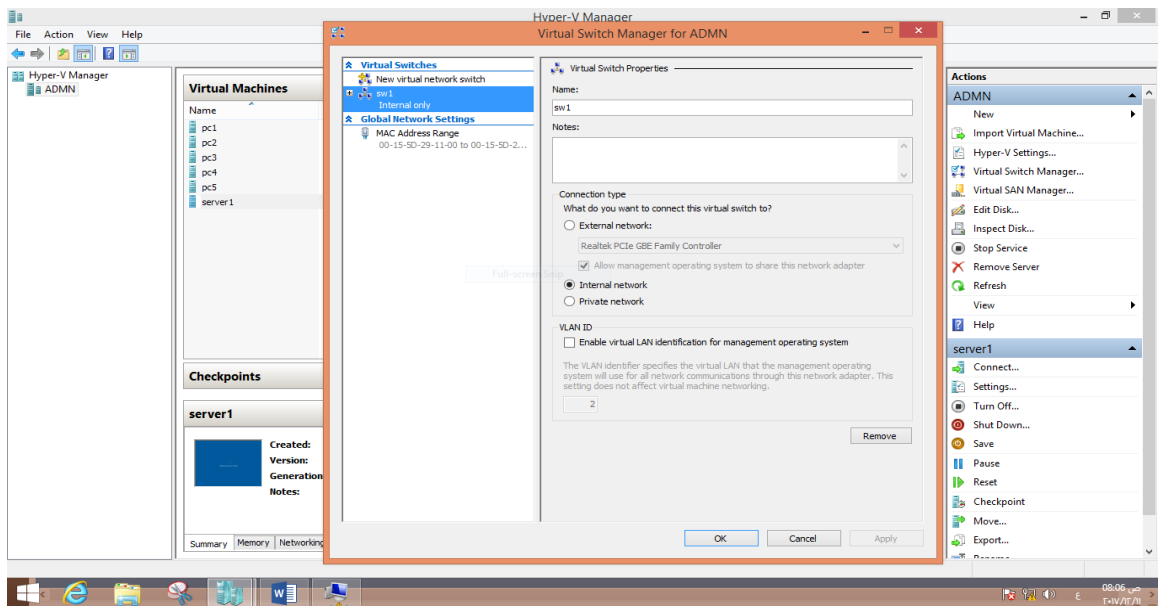 Hyper-V Manager
File Action View Help
Hyper-V Manager
ADMN
Virtual Machines
Name
pc1
pc2
pc3
pc4
pc5
server1
Checkpoints
server1
Created:
Version:
Generation
Notes:
Summary Memory Networking
Virtual Switch Manager for ADMN
Virtual Switches
New virtual network switch
sw1
Internal only
Global Network Settings
MAC Address Range
00-15-5D-29-11-00 to 00-15-5D-2...
Virtual Switch Properties
Name:
sw1
Notes:
Connection type
What do you want to connect this virtual switch to?
External network:
Realtek PCIe GBE Family Controller
Allow management operating system to share this network adapter
Internal network
Private network
Full-screen Snip
VLAN ID
Enable virtual LAN identification for management operating system
The VLAN identifier specifies the virtual LAN that the management operating
system will use for all network communications through this network adapter. This
setting does not affect virtual machine networking.
2
Remove
OK Cancel Apply
Actions
ADMN
New
Import Virtual Machine...
Hyper-V Settings...
Virtual Switch Manager...
Virtual SAN Manager...
Edit Disk...
Inspect Disk...
Stop Service
Remove Server
Refresh
View
Help
server1
Connect...
Settings...
Turn Off...
Shut Down...
Save
Pause
Reset
Checkpoint
Move...
Export...
ع
08:06 ص